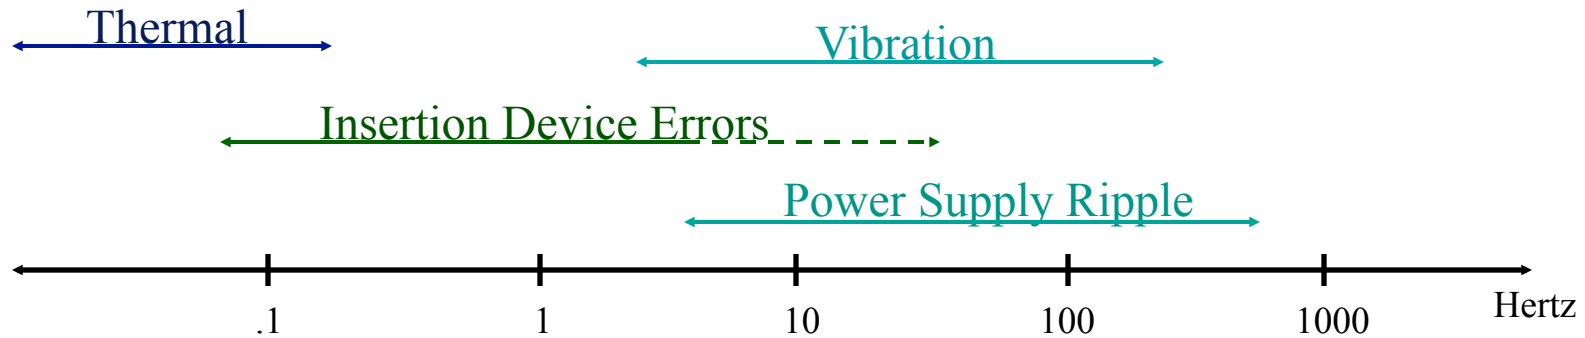 Thermal
Vibration
Insertion Device Errors
Power Supply Ripple
.1 1 10 100 1000 Hertz